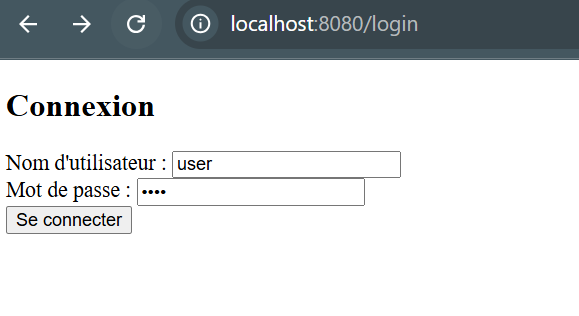 localhost:8080/login
Connexion
Nom d'utilisateur : user
Mot de passe : ••••
Se connecter